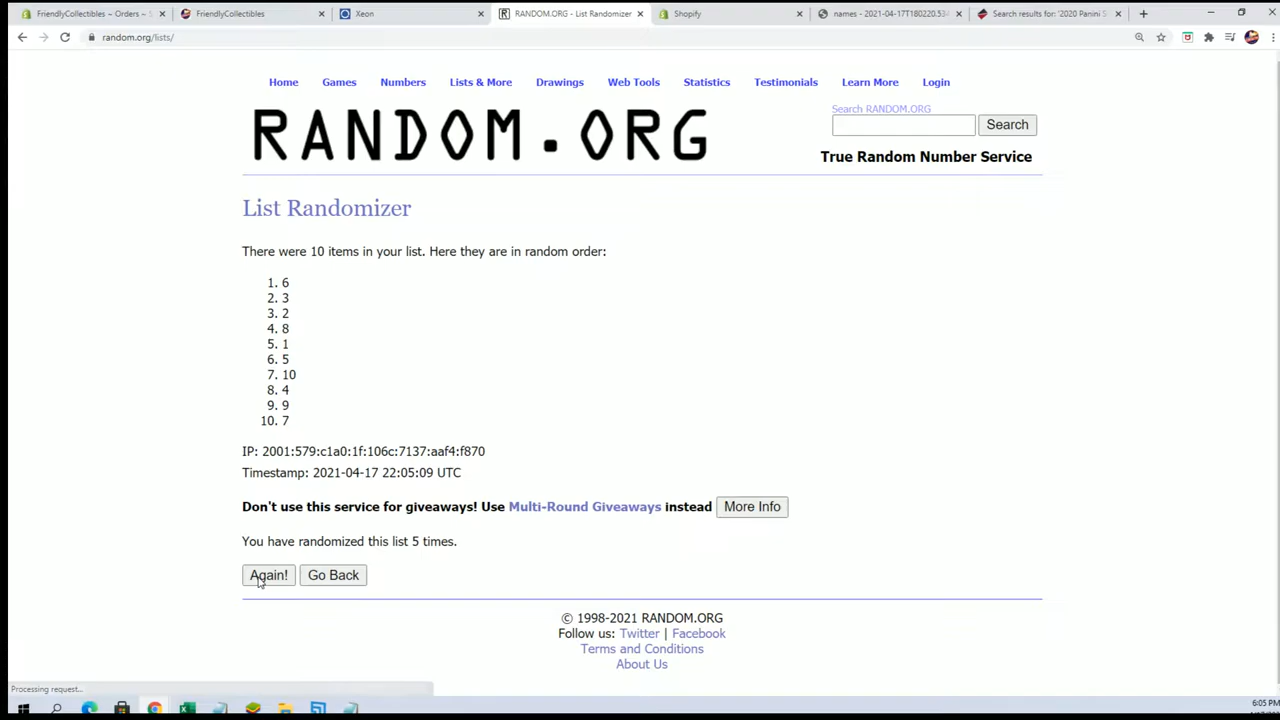 FriendlyCollectibles ~ Orders ~ S
FriendlyCollectibles
Xeon
RANDOM.ORG - List Randomizer
Shopify
names - 2021-04-17T180220.534
Search results for: '2020 Panini S
random.org/lists/
Home Games Numbers Lists & More Drawings Web Tools Statistics Testimonials Learn More Login
RANDOM.ORG
Search RANDOM.ORG
Search
True Random Number Service
List Randomizer
There were 10 items in your list. Here they are in random order:
1. 6
2. 3
3. 2
4. 8
5. 1
6. 5
7. 10
8. 4
9. 9
10. 7
IP: 2001:579:c1a0:1f:106c:7137:aaf4:f870
Timestamp: 2021-04-17 22:05:09 UTC
Don't use this service for giveaways! Use Multi-Round Giveaways instead More Info
You have randomized this list 5 times.
Again! Go Back
© 1998-2021 RANDOM.ORG
Follow us: Twitter | Facebook
Terms and Conditions
About Us
Processing request...
6:05 PM